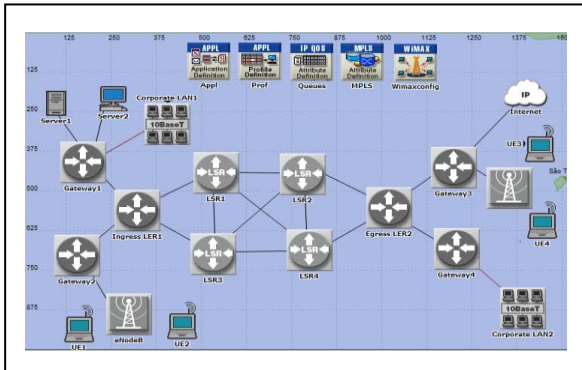 125 250 375 500 625 750 875 1000 1125 1250 1375 1500
APPL APPL IP QOS MPLS WiMAX
Application Definition Profile Definition Attribute Definition Attribute Definition
Appl Prof Queues MPLS Wimaxconfig
125
250
375
500
625
750
875
Server1
Server2
Corporate LAN1
10BaseT
IP
Internet
UE3
São T
Gateway1
LSR
LSR1
LSR
LSR2
Gateway3
Ingress LER1
Egress LER2
UE4
Gateway2
LSR
LSR3
LSR
LSR4
Gateway4
UE1
eNodeB
UE2
10BaseT
Corporate LAN2